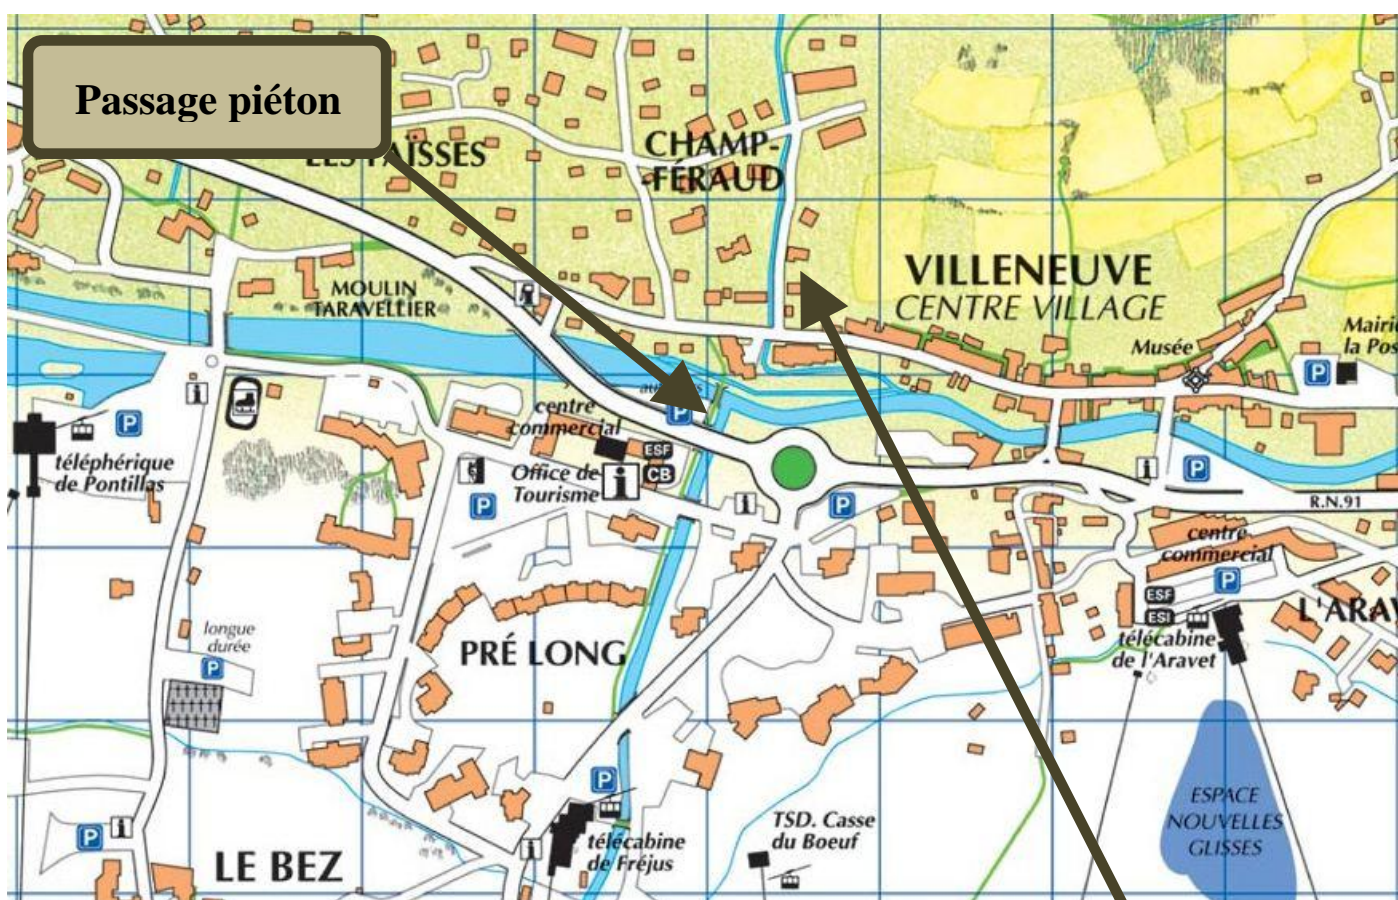 Passage piéton
CHAMP-
-FÉRAUD
VILLENEUVE
CENTRE VILLAGE
MOULIN
TARAVELLIER
Musée
Mairie
la Pos
P
P
centre
commercial
P
ESF
CB
Office de
Tourisme
i
i
P
téléphérique
de Pontillas
P
i
P
i
P
R.N.91
centre
commercial
P
ESF
ESI
L'ARA
télécabine
de l'Aravet
PRÉ LONG
longue
durée
P
P
i
LE BEZ
P
télécabine
de Fréjus
i
TSD. Casse
du Boeuf
ESPACE
NOUVELLES
GLISSES